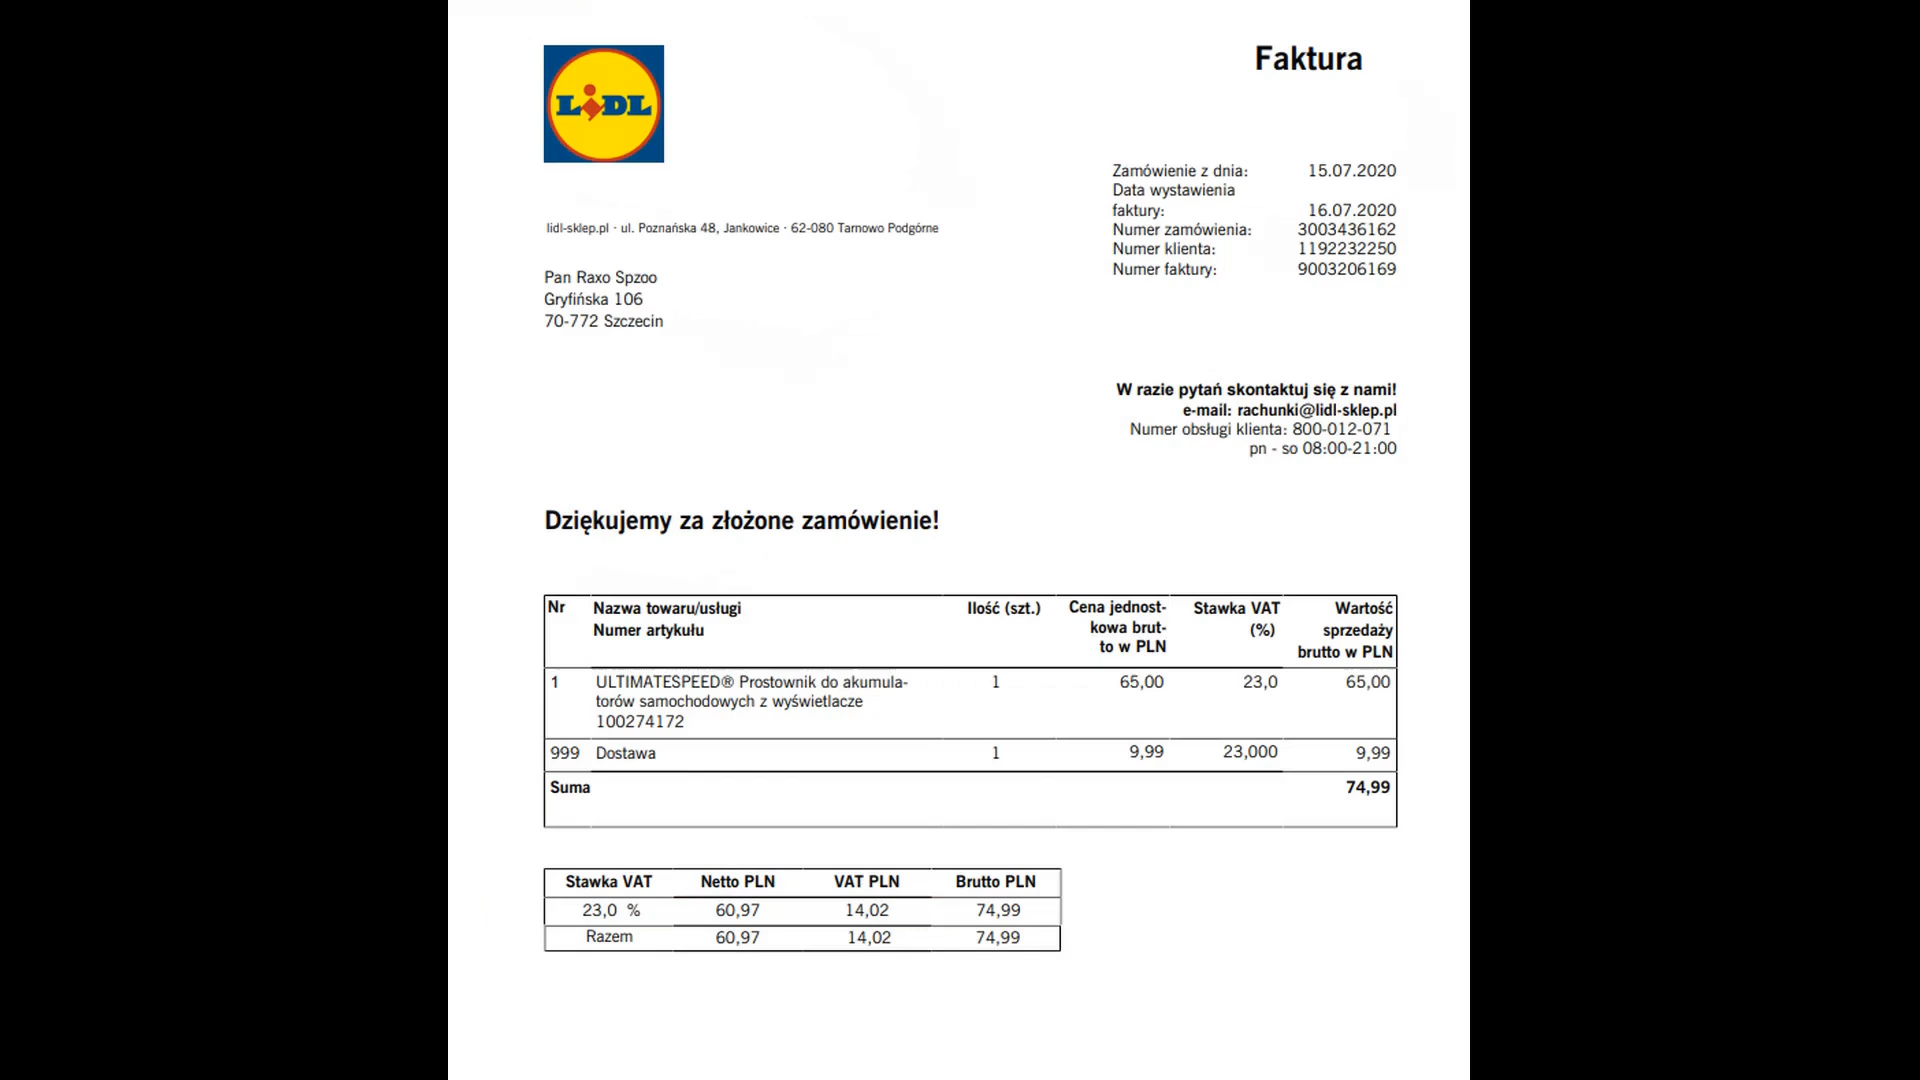 LIDL
Faktura
Zamówienie z dnia: 15.07.2020
Data wystawienia
faktury: 16.07.2020
Numer zamówienia: 3003436162
Numer klienta: 1192232250
Numer faktury: 9003206169
lidl-sklep.pl · ul. Poznańska 48, Jankowice · 62-080 Tarnowo Podgórne
Pan Raxo Spzoo
Gryfińska 106
70-772 Szczecin
W razie pytań skontaktuj się z nami!
e-mail: rachunki@lidl-sklep.pl
Numer obsługi klienta: 800-012-071
pn - so 08:00-21:00
Dziękujemy za złożone zamówienie!
Nr Nazwa towaru/usługi Ilość (szt.) Cena jednost- Stawka VAT Wartość
Numer artykułu kowa brut- (%) sprzedaży
to w PLN brutto w PLN
1 ULTIMATESPEED® Prostownik do akumula- 1 65,00 23,0 65,00
torów samochodowych z wyświetlacze
100274172
999 Dostawa 1 9,99 23,000 9,99
Suma 74,99
Stawka VAT Netto PLN VAT PLN Brutto PLN
23,0 % 60,97 14,02 74,99
Razem 60,97 14,02 74,99